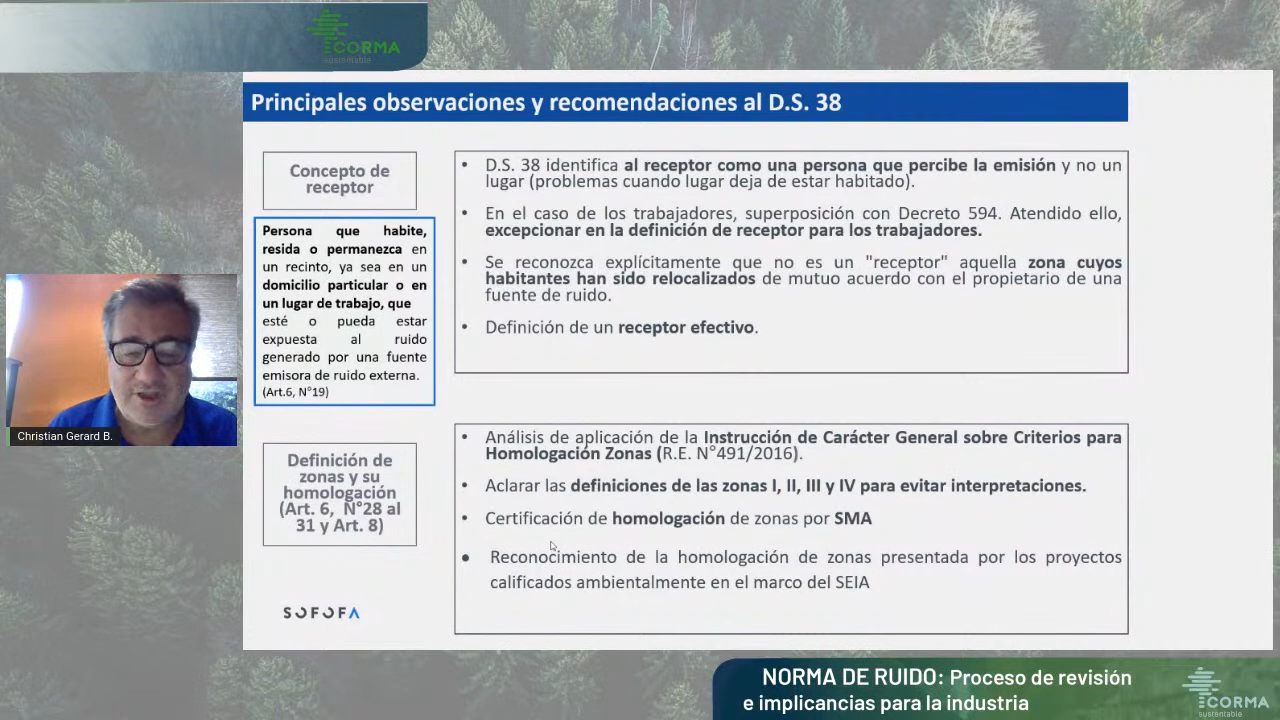 CORMA
sustentable
Principales observaciones y recomendaciones al D.S. 38
Concepto de
receptor
Persona que habite,
resida o permanezca en
un recinto, ya sea en un
domicilio particular o en
un lugar de trabajo, que
esté o pueda estar
expuesta al ruido
generado por una fuente
emisora de ruido externa.
(Art.6, N°19)
• D.S. 38 identifica al receptor como una persona que percibe la emisión y no un
lugar (problemas cuando lugar deja de estar habitado).
• En el caso de los trabajadores, superposición con Decreto 594. Atendido ello,
excepcionar en la definición de receptor para los trabajadores.
• Se reconozca explícitamente que no es un "receptor" aquella zona cuyos
habitantes han sido relocalizados de mutuo acuerdo con el propietario de una
fuente de ruido.
• Definición de un receptor efectivo.
Christian Gerard B.
Definición de
zonas y su
homologación
(Art. 6, N°28 al
31 y Art. 8)
• Análisis de aplicación de la Instrucción de Carácter General sobre Criterios para
Homologación Zonas (R.E. N°491/2016).
• Aclarar las definiciones de las zonas I, II, III y IV para evitar interpretaciones.
• Certificación de homologación de zonas por SMA
• Reconocimiento de la homologación de zonas presentada por los proyectos
calificados ambientalmente en el marco del SEIA
SOFOFA
NORMA DE RUIDO: Proceso de revisión
e implicancias para la industria
CORMA
sustentable